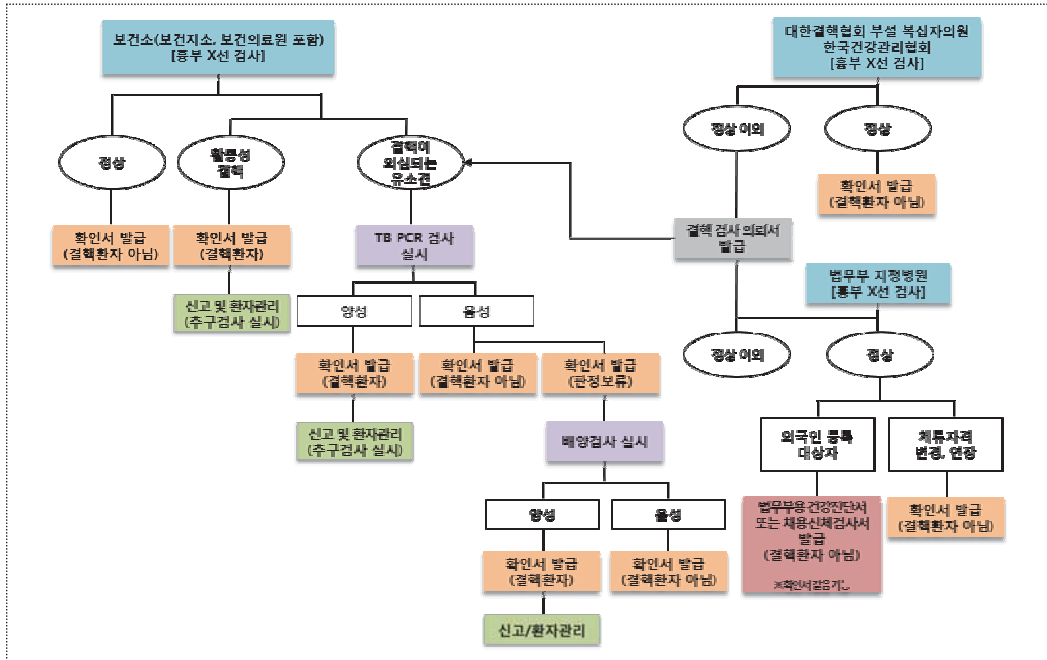 보건소(보건지소, 보건의료원 포함)
[흉부 X선 검사]
대한결핵협회 부설 복십자의원
한국건강관리협회
[흉부 X선 검사]
정상
활동성
결핵
결핵이
의심되는
유소견
정상 이외
정상
확인서 발급
(결핵환자 아님)
확인서 발급
(결핵환자 아님)
확인서 발급
(결핵환자)
TB PCR 검사
실시
결핵 검사 의뢰서
발급
신고 및 환자관리
(추구검사 실시)
양성
음성
법무부 지정병원
[흉부 X선 검사]
정상 이외
정상
확인서 발급
(결핵환자)
확인서 발급
(결핵환자 아님)
확인서 발급
(판정보류)
신고 및 환자관리
(추구검사 실시)
배양검사 실시
외국인 등록
대상자
체류자격
변경, 연장
양성
음성
법무부용 건강진단서
또는 채용신체검사서
발급
(결핵환자 아님)
확인서 발급
(결핵환자 아님)
확인서 발급
(결핵환자)
확인서 발급
(결핵환자 아님)
신고/환자관리